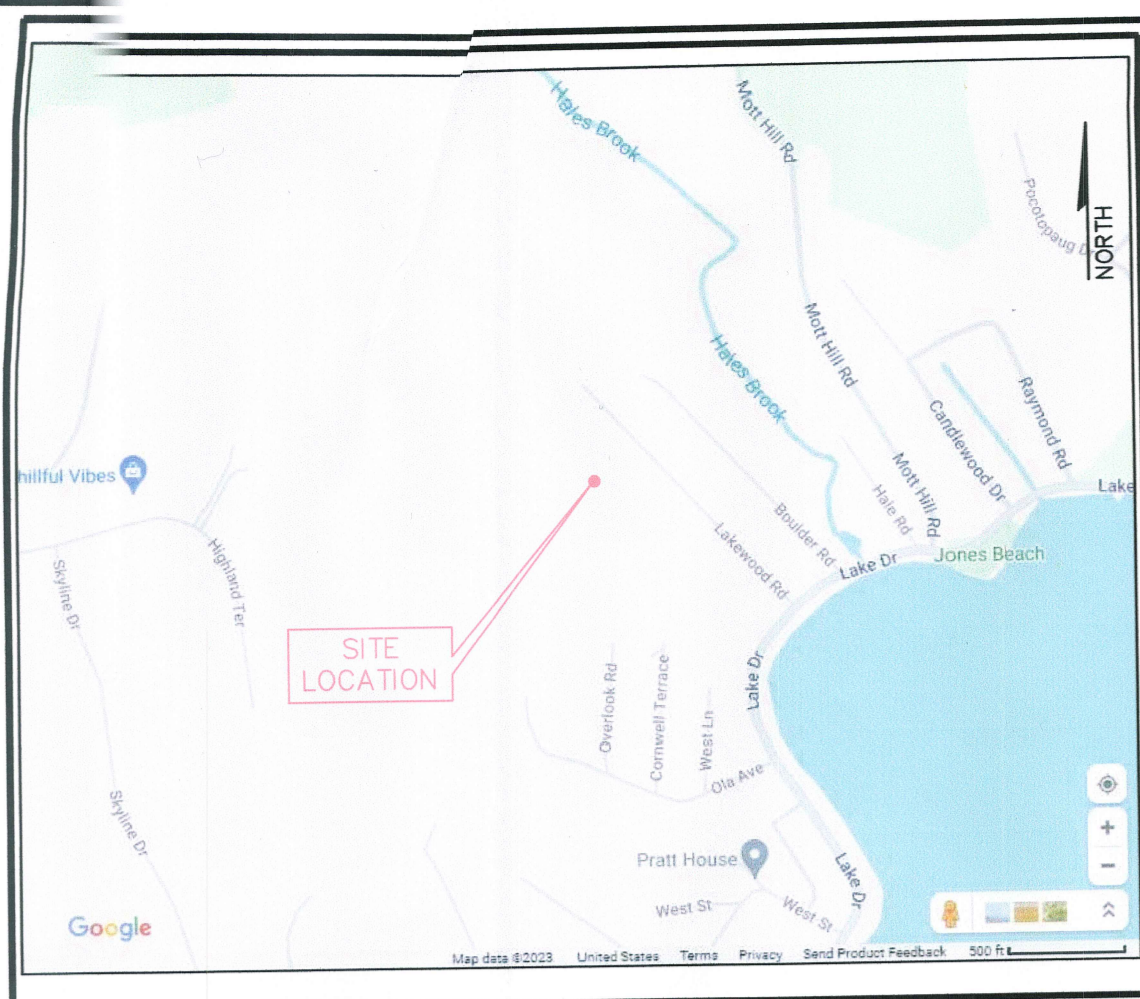 Hales Brook
Mott Hill Rd
Pocotopaug Dr
NORTH
Mott Hill Rd
Hales Brook
Raymond Rd
Candlewood Dr
hillful Vibes
Mott Hill Rd
Hale Rd
Lake
Boulder Rd
Lakewood Rd
Lake Dr
Jones Beach
Skyline Dr
Highland Ter
SITE
LOCATION
Overlook Rd
Cornwell Terrace
West Ln
Lake Dr
Ola Ave
Skyline Dr
Pratt House
Lake Dr
West St
West St
Google
Map data ©2023 United States Terms Privacy Send Product Feedback 500 ft